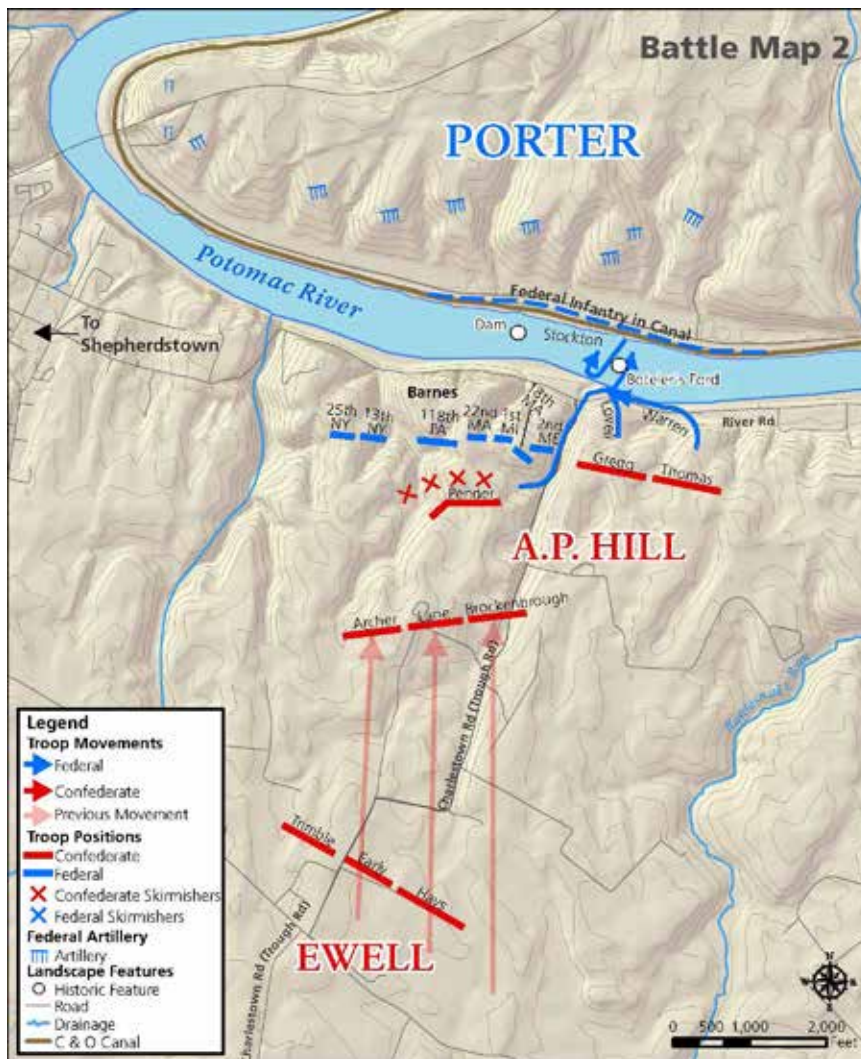 Battle Map 2
PORTER
Potomac River
Federal Infantry in Canal
To
Shepherdstown
Dam
Stockton
Boteler's Ford
Barnes
25th
NY
13th
NY
118th
PA
22nd
MA
1st
MI
18th
MA
2nd
ME
Lovell
Warren
River Rd
Gregg
Thomas
Pender
A.P. HILL
Archer
Lane
Brockenbrough
Charlestown Rd (Trough Rd)
Trimble
Early
Hays
Charlestown Rd (Trough Rd)
EWELL
Legend
Troop Movements
Federal
Confederate
Previous Movement
Troop Positions
Confederate
Federal
Confederate Skirmishers
Federal Skirmishers
Federal Artillery
Artillery
Landscape Features
Historic Feature
Road
Drainage
C & O Canal
N
0 500 1,000 2,000
Feet